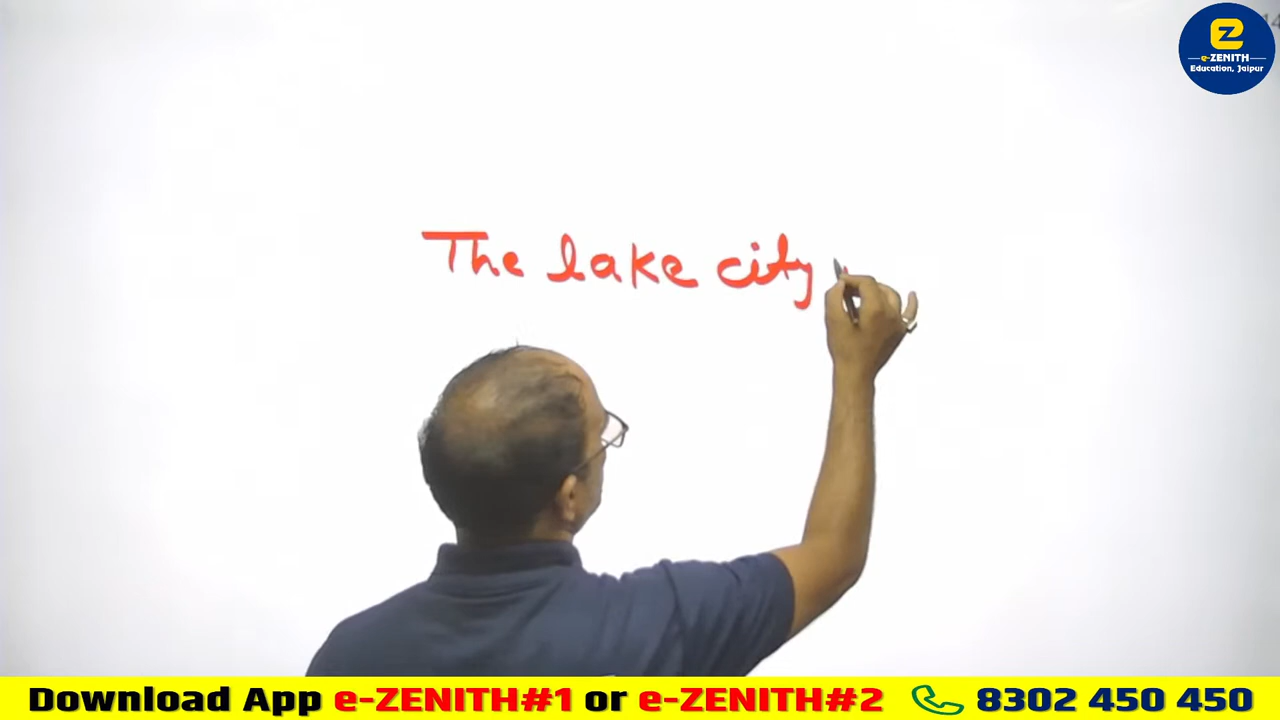 e
Z
e-ZENITH
Education, Jaipur
The lake city
Download App e-ZENITH#1 or e-ZENITH#2 8302 450 450